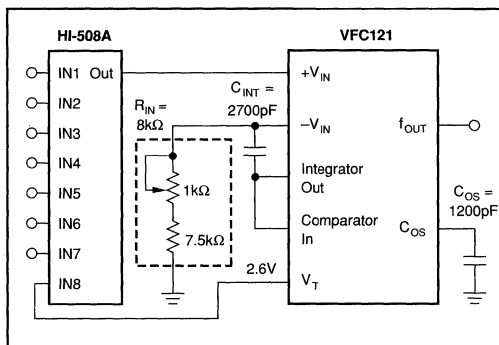 HI-508A
VFC121
IN1 Out
IN2
IN3
IN4
IN5
IN6
IN7
IN8
R_IN =
8kΩ
1kΩ
7.5kΩ
C_INT =
2700pF
2.6V
+V_IN
−V_IN
Integrator
Out
Comparator
In
V_T
f_OUT
C_OS
C_OS =
1200pF